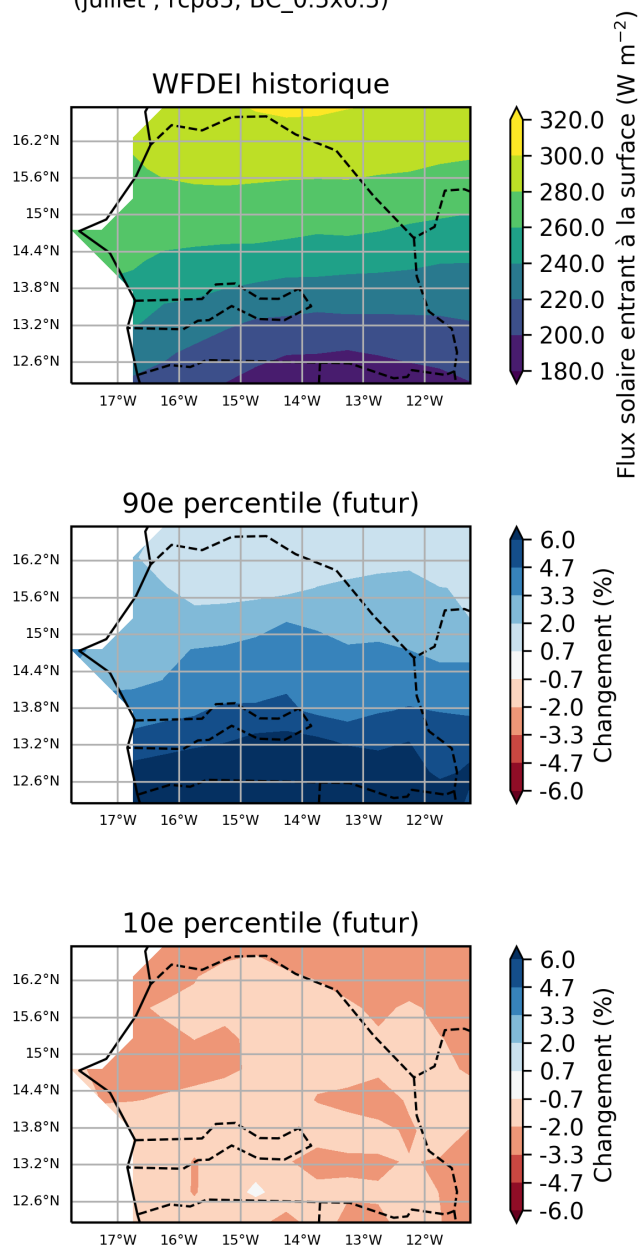 (juillet , rcp85, BC_0.5x0.5)
WFDEI historique
16.2°N
15.6°N
15°N
14.4°N
13.8°N
13.2°N
12.6°N
17°W 16°W 15°W 14°W 13°W 12°W
320.0
300.0
280.0
260.0
240.0
220.0
200.0
180.0
Flux solaire entrant à la surface (W m⁻²)
90e percentile (futur)
16.2°N
15.6°N
15°N
14.4°N
13.8°N
13.2°N
12.6°N
17°W 16°W 15°W 14°W 13°W 12°W
6.0
4.7
3.3
2.0
0.7
-0.7
-2.0
-3.3
-4.7
-6.0
Changement (%)
10e percentile (futur)
16.2°N
15.6°N
15°N
14.4°N
13.8°N
13.2°N
12.6°N
17°W 16°W 15°W 14°W 13°W 12°W
6.0
4.7
3.3
2.0
0.7
-0.7
-2.0
-3.3
-4.7
-6.0
Changement (%)